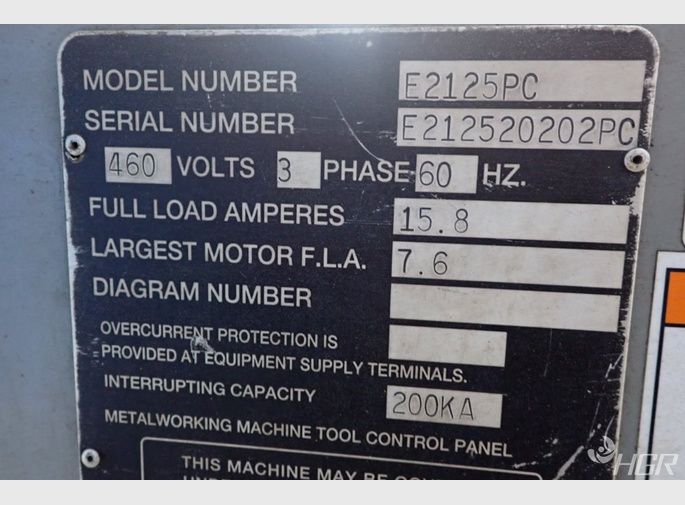 MODEL NUMBER E2125PC
SERIAL NUMBER E212520202PC
460 VOLTS 3 PHASE 60 HZ.
FULL LOAD AMPERES 15.8
LARGEST MOTOR F.L.A. 7.6
DIAGRAM NUMBER
OVERCURRENT PROTECTION IS
PROVIDED AT EQUIPMENT SUPPLY TERMINALS.
INTERRUPTING CAPACITY 200KA
METALWORKING MACHINE TOOL CONTROL PANEL
THIS MACHINE MAY BE
HGR